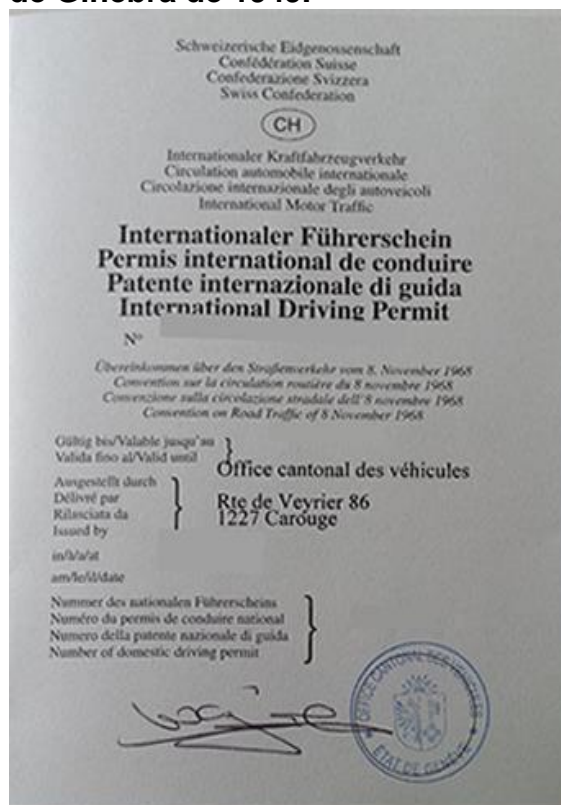 de Ginebra de 1949.
Schweizerische Eidgenossenschaft
Confédération Suisse
Confederazione Svizzera
Swiss Confederation
CH
Internationaler Kraftfahrzeugverkehr
Circulation automobile internationale
Circolazione internazionale degli autoveicoli
International Motor Traffic
Internationaler Führerschein
Permis international de conduire
Patente internazionale di guida
International Driving Permit
N°
Übereinkommen über den Straßenverkehr vom 8. November 1968
Convention sur la circulation routière du 8 novembre 1968
Convenzione sulla circolazione stradale dell'8 novembre 1968
Convention on Road Traffic of 8 November 1968
Gültig bis/Valable jusqu'au
Valida fino al/Valid until
Office cantonal des véhicules
Ausgestellt durch
Délivré par
Rilasciata da
Issued by
Rte de Veyrier 86
1227 Carouge
in/à/a/at
am/le/il/date
Nummer des nationalen Führerscheins
Numéro du permis de conduire national
Numero della patente nazionale di guida
Number of domestic driving permit
OFFICE CANTONAL DES VEHICULES
ETAT DE GENÈVE